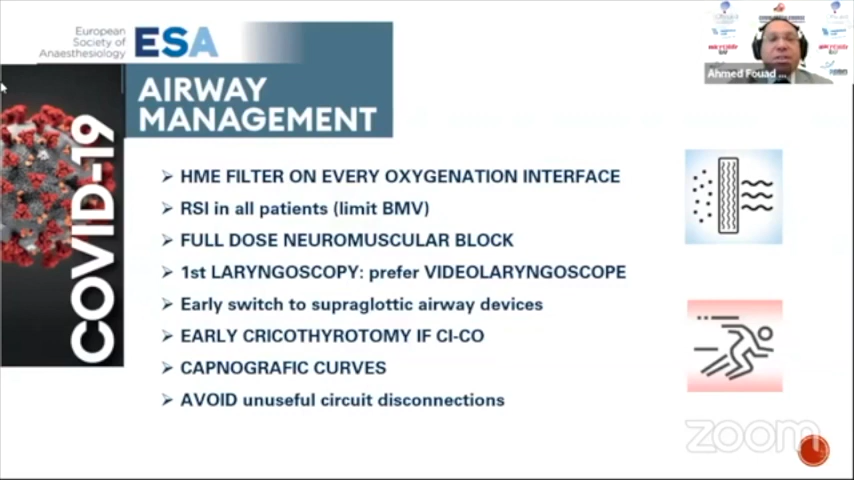 European
Society of
Anaesthesiology
ESA
AIRWAY
MANAGEMENT
COVID-19
HME FILTER ON EVERY OXYGENATION INTERFACE
RSI in all patients (limit BMV)
FULL DOSE NEUROMUSCULAR BLOCK
1st LARYNGOSCOPY: prefer VIDEOLARYNGOSCOPE
Early switch to supraglottic airway devices
EARLY CRICOTHYROTOMY IF CI-CO
CAPNOGRAFIC CURVES
AVOID unuseful circuit disconnections
Ahmed Fouad ...
zoom